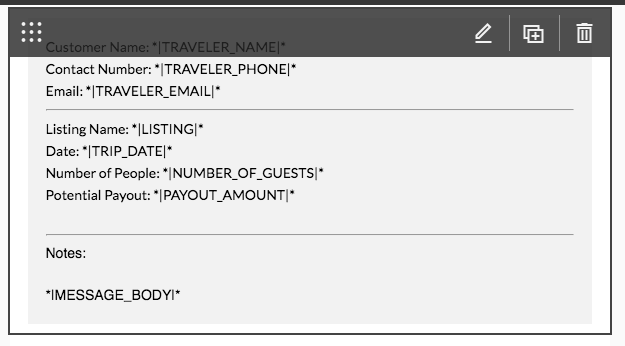 Customer Name: *|TRAVELER_NAME|*
Contact Number: *|TRAVELER_PHONE|*
Email: *|TRAVELER_EMAIL|*
Listing Name: *|LISTING|*
Date: *|TRIP_DATE|*
Number of People: *|NUMBER_OF_GUESTS|*
Potential Payout: *|PAYOUT_AMOUNT|*
Notes:
*|MESSAGE_BODY|*